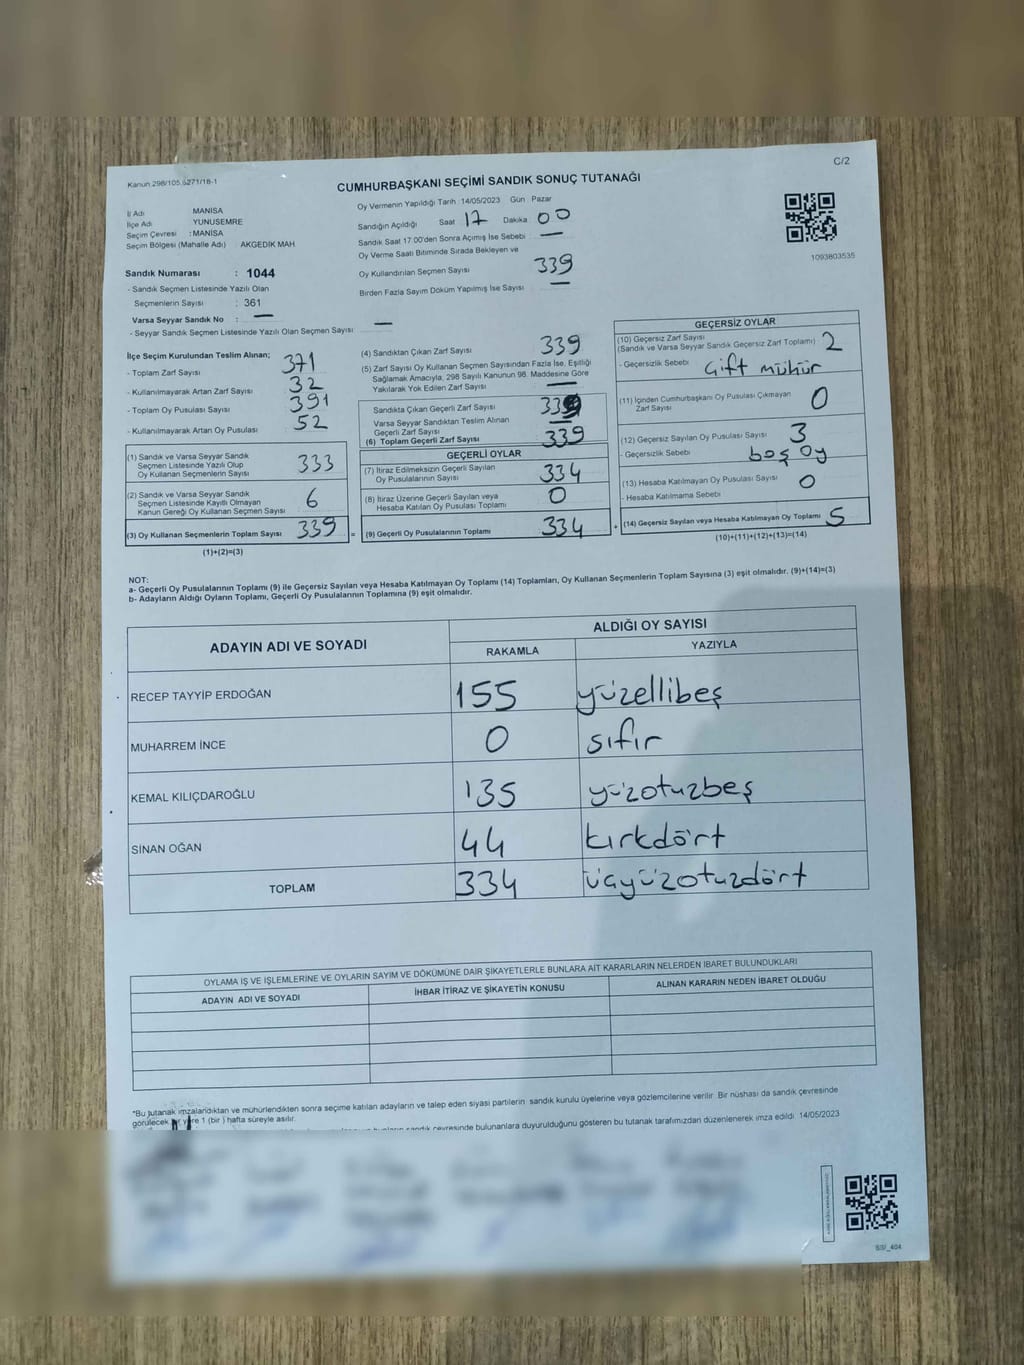 C/2
Kanun 298/105,6271/18-1
CUMHURBAŞKANI SEÇİMİ SANDIK SONUÇ TUTANAĞI
İl Adı MANİSA
İlçe Adı YUNUSEMRE
Seçim Çevresi : MANİSA
Seçim Bölgesi (Mahalle Adı) AKGEDİK MAH
Oy Vermenin Yapıldığı Tarih :14/05/2023 Gün : Pazar
Sandığın Açıldığı Saat 17 Dakika 00
Sandık Saat 17:00'den Sonra Açımış İse Sebebi : —
Oy Verme Saati Bitiminde Sırada Bekleyen ve
Oy Kullandırılan Seçmen Sayısı 339
Birden Fazla Sayım Döküm Yapılmış İse Sayısı —
1093803535
Sandık Numarası : 1044
- Sandık Seçmen Listesinde Yazılı Olan
Seçmenlerin Sayısı : 361
Varsa Seyyar Sandık No : —
- Seyyar Sandık Seçmen Listesinde Yazılı Olan Seçmen Sayısı : —
İlçe Seçim Kurulundan Teslim Alınan;
- Toplam Zarf Sayısı 371
- Kullanılmayarak Artan Zarf Sayısı 32
- Toplam Oy Pusulası Sayısı 391
- Kullanılmayarak Artan Oy Pusulası 52
(1) Sandık ve Varsa Seyyar Sandık
Seçmen Listesinde Yazılı Olup
Oy Kullanan Seçmenlerin Sayısı 333
(2) Sandık ve Varsa Seyyar Sandık
Seçmen Listesinde Kayıtlı Olmayan
Kanun Gereği Oy Kullanan Seçmen Sayısı 6
(3) Oy Kullanan Seçmenlerin Toplam Sayısı 339
(1)+(2)=(3)
=
(4) Sandıktan Çıkan Zarf Sayısı 339
(5) Zarf Sayısı Oy Kullanan Seçmen Sayısından Fazla İse, Eşitliği
Sağlamak Amacıyla, 298 Sayılı Kanunun 98. Maddesine Göre
Yakılarak Yok Edilen Zarf Sayısı —
Sandıkta Çıkan Geçerli Zarf Sayısı 339
Varsa Seyyar Sandıktan Teslim Alınan
Geçerli Zarf Sayısı —
(6) Toplam Geçerli Zarf Sayısı 339
GEÇERLİ OYLAR
(7) İtiraz Edilmeksizin Geçerli Sayılan
Oy Pusulalarının Sayısı 334
(8) İtiraz Üzerine Geçerli Sayılan veya
Hesaba Katılan Oy Pusulası Toplamı 0
(9) Geçerli Oy Pusulalarının Toplamı 334
+
GEÇERSİZ OYLAR
(10) Geçersiz Zarf Sayısı
(Sandık ve Varsa Seyyar Sandık Geçersiz Zarf Toplamı) 2
- Geçersizlik Sebebi : Çift mühür
(11) İçinden Cumhurbaşkanı Oy Pusulası Çıkmayan
Zarf Sayısı 0
(12) Geçersiz Sayılan Oy Pusulası Sayısı 3
- Geçersizlik Sebebi boş oy
(13) Hesaba Katılmayan Oy Pusulası Sayısı 0
- Hesaba Katılmama Sebebi
(14) Geçersiz Sayılan veya Hesaba Katılmayan Oy Toplamı 5
(10)+(11)+(12)+(13)=(14)
NOT:
a- Geçerli Oy Pusulalarının Toplamı (9) ile Geçersiz Sayılan veya Hesaba Katılmayan Oy Toplamı (14) Toplamları, Oy Kullanan Seçmenlerin Toplam Sayısına (3) eşit olmalıdır. (9)+(14)=(3)
b- Adayların Aldığı Oyların Toplamı, Geçerli Oy Pusulalarının Toplamına (9) eşit olmalıdır.
ADAYIN ADI VE SOYADI ALDIĞI OY SAYISI
RAKAMLA YAZIYLA
RECEP TAYYİP ERDOĞAN 155 yüzellibeş
MUHARREM İNCE 0 sıfır
KEMAL KILIÇDAROĞLU 135 yüzotuzbeş
SİNAN OĞAN 44 kırkdört
TOPLAM 334 üçyüzotuzdört
OYLAMA İŞ VE İŞLEMLERİNE VE OYLARIN SAYIM VE DÖKÜMÜNE DAİR ŞİKAYETLERLE BUNLARA AİT KARARLARIN NELERDEN İBARET BULUNDUKLARI
ADAYIN ADI VE SOYADI İHBAR İTİRAZ VE ŞİKAYETİN KONUSU ALINAN KARARIN NEDEN İBARET OLDUĞU
*Bu tutanak imzalandıktan ve mühürlendikten sonra seçime katılan adayların ve talep eden siyasi partilerin sandık kurulu üyelerine veya gözlemcilerine verilir. Bir nüshası da sandık çevresinde
görülecek bir yere 1 (bir ) hafta süreyle asılır.
sandık çevresinde bulunanlara duyurulduğunu gösteren bu tutanak tarafımızdan düzenlenerek imza edildi. 14/05/2023